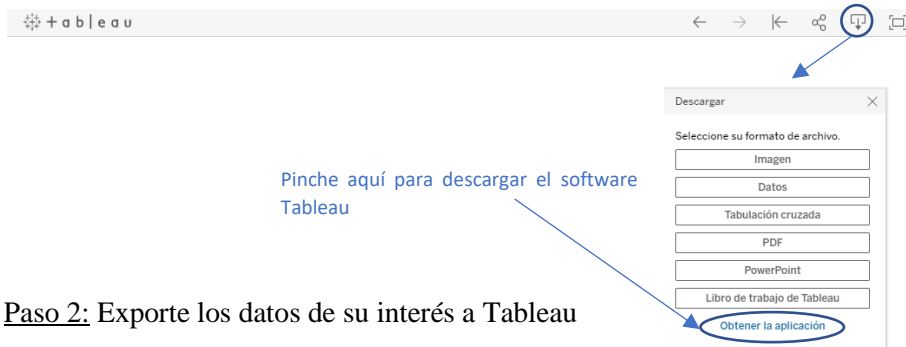 + a b | e a u
Descargar
Seleccione su formato de archivo.
Imagen
Pinche aquí para descargar el software
Tableau
Datos
Tabulación cruzada
PDF
PowerPoint
Libro de trabajo de Tableau
Paso 2: Exporte los datos de su interés a Tableau
Obtener la aplicación